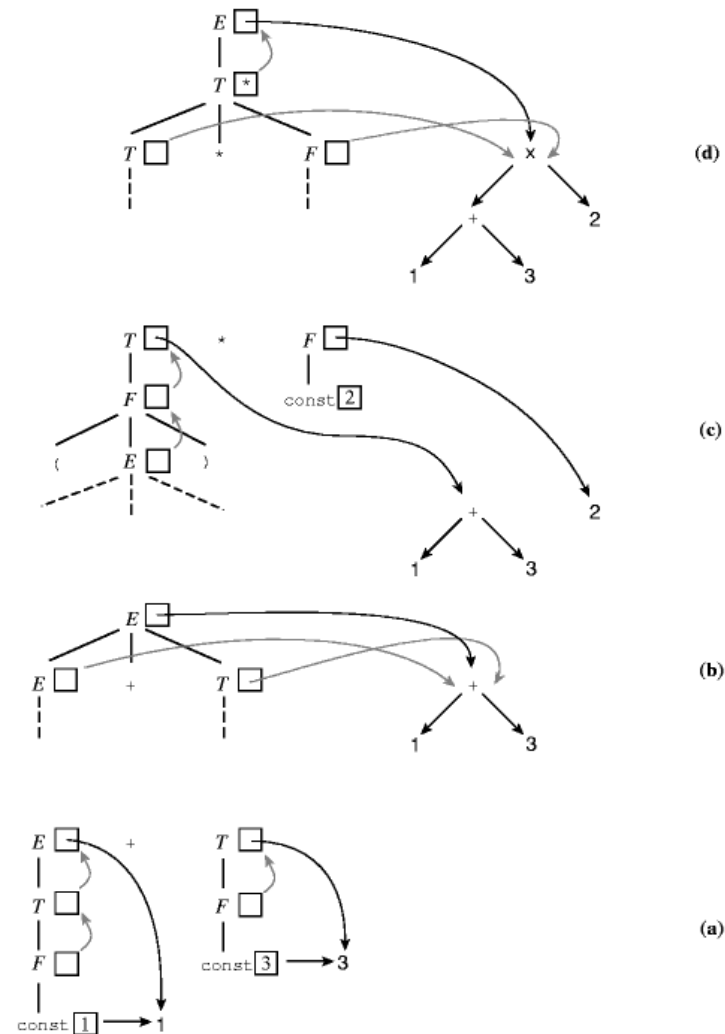 E
T *
T * F × (d)
+ 2
1 3
T * F
F const 2
( E ) (c)
+ 2
1 3
E
E + T + (b)
1 3
E + T
T F
F const 3 3 (a)
const 1 1